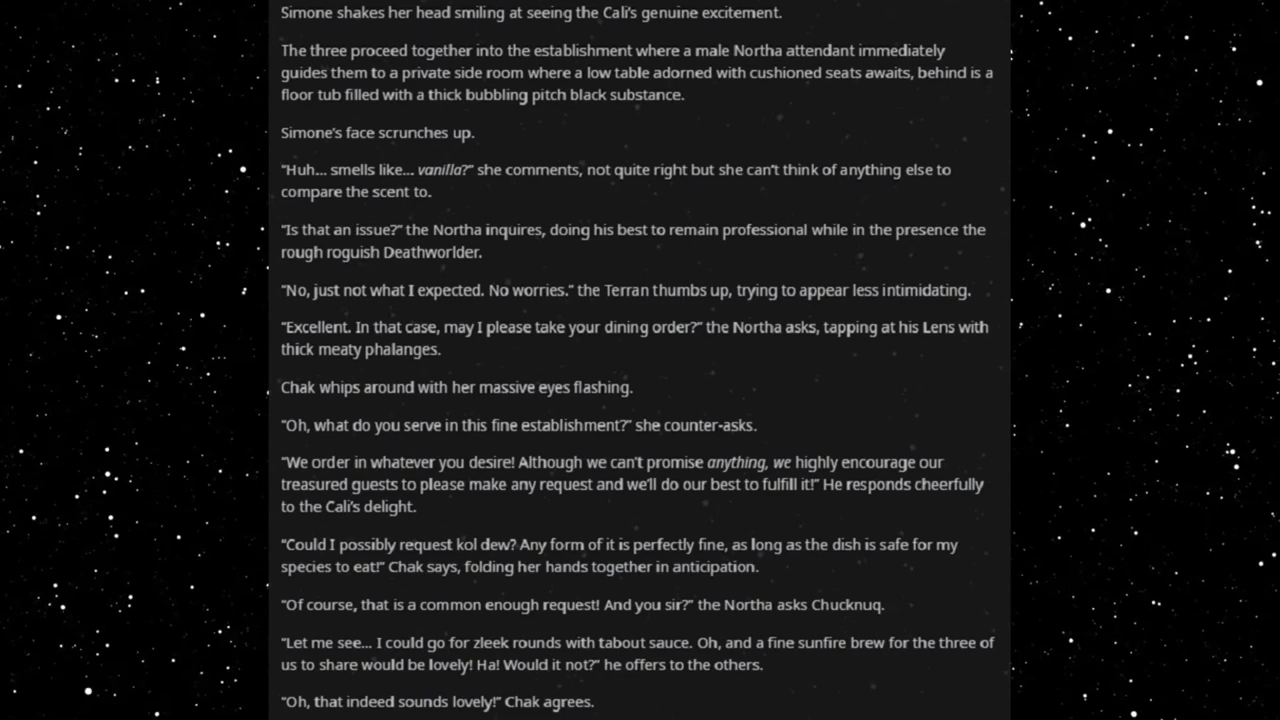 Simone shakes her head smiling at seeing the Cali's genuine excitement.
The three proceed together into the establishment where a male Northa attendant immediately
guides them to a private side room where a low table adorned with cushioned seats awaits, behind is a
floor tub filled with a thick bubbling pitch black substance.
Simone's face scrunches up.
"Huh... smells like... vanilla?" she comments, not quite right but she can't think of anything else to
compare the scent to.
"Is that an issue?" the Northa inquires, doing his best to remain professional while in the presence the
rough roguish Deathworlder.
"No, just not what I expected. No worries." the Terran thumbs up, trying to appear less intimidating.
"Excellent. In that case, may I please take your dining order?" the Northa asks, tapping at his Lens with
thick meaty phalanges.
Chak whips around with her massive eyes flashing.
"Oh, what do you serve in this fine establishment?" she counter-asks.
"We order in whatever you desire! Although we can't promise anything, we highly encourage our
treasured guests to please make any request and we'll do our best to fulfill it!" He responds cheerfully
to the Cali's delight.
"Could I possibly request kol dew? Any form of it is perfectly fine, as long as the dish is safe for my
species to eat!" Chak says, folding her hands together in anticipation.
"Of course, that is a common enough request! And you sir?" the Northa asks Chucknuq.
"Let me see... I could go for zleek rounds with tabout sauce. Oh, and a fine sunfire brew for the three of
us to share would be lovely! Ha! Would it not?" he offers to the others.
"Oh, that indeed sounds lovely!" Chak agrees.